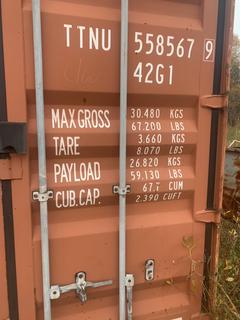 TTNU 558567 9
42G1
MAX.GROSS 30.480 KGS
67.200 LBS
TARE 3.660 KGS
8.070 LBS
PAYLOAD 26.820 KGS
59.130 LBS
CUB.CAP. 67.7 CUM
2.390 CUFT